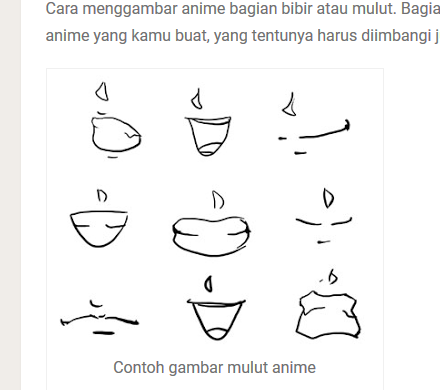 Cara menggambar anime bagian bibir atau mulut. Bagia
anime yang kamu buat, yang tentunya harus diimbangi j
Contoh gambar mulut anime